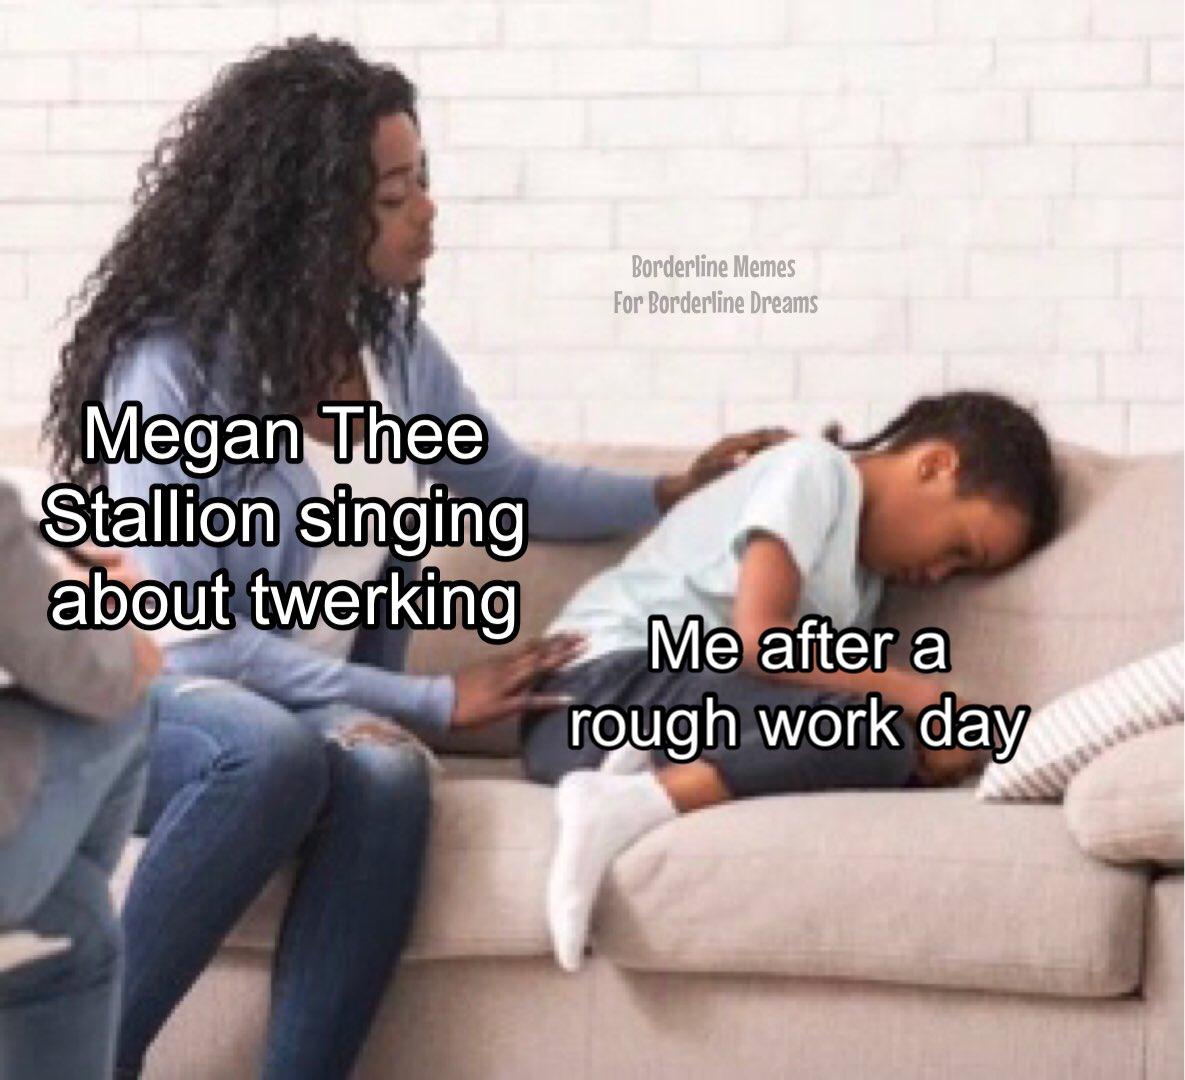 Borderline Memes
For Borderline Dreams
Megan Thee
Stallion singing
about twerking
Me after a
rough work day